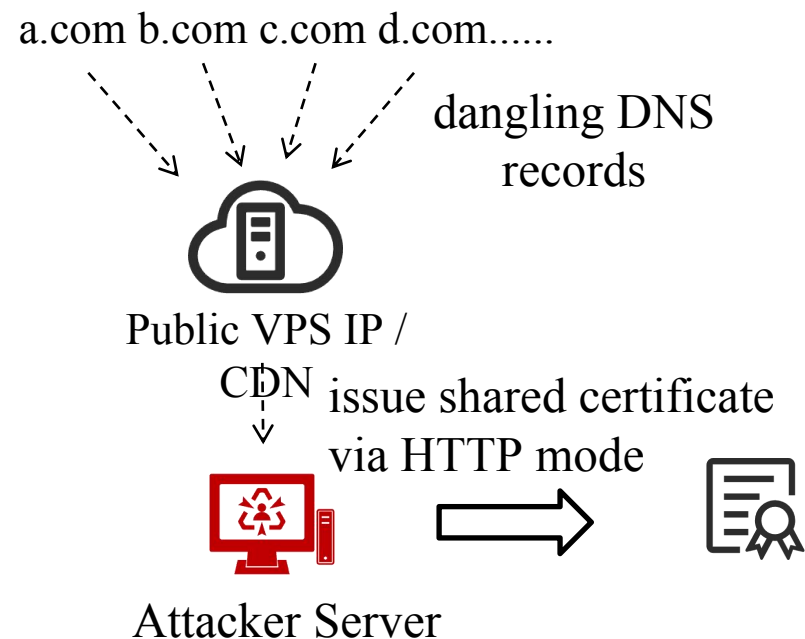 a.com b.com c.com d.com......
dangling DNS
records
Public VPS IP /
CDN
issue shared certificate
via HTTP mode
Attacker Server